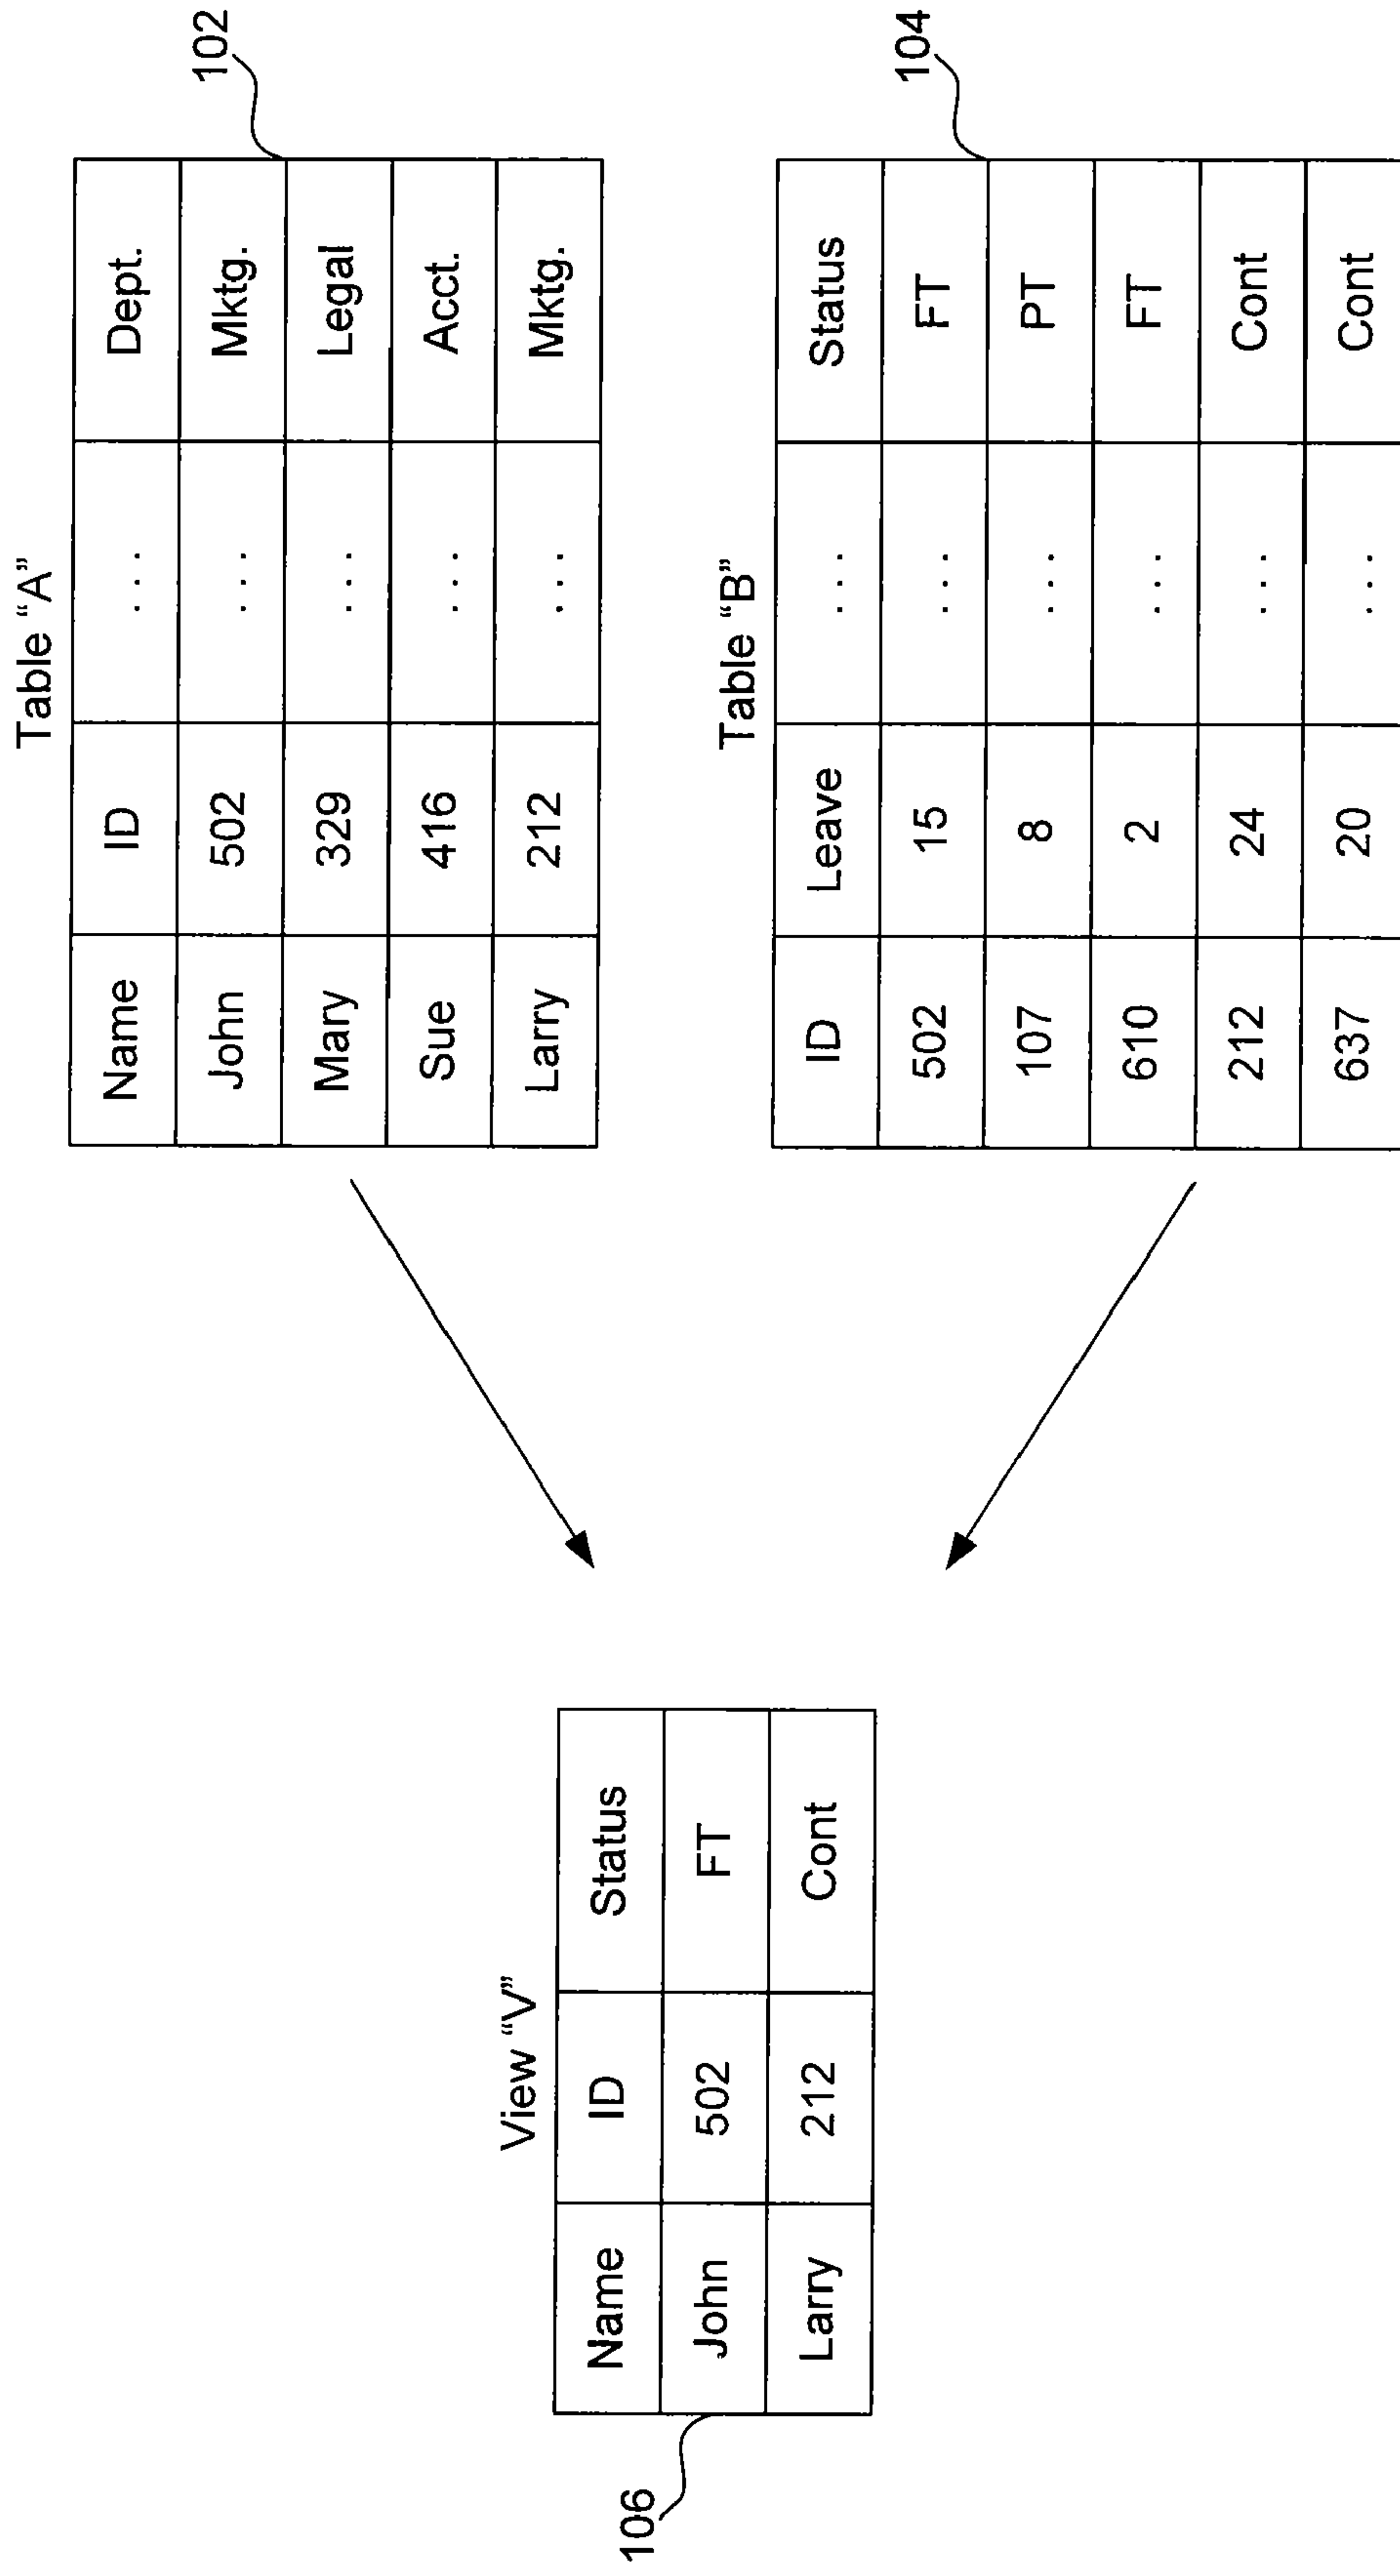 Table “A”
Name ID ... Dept.
John 502 ... Mktg.
Mary 329 ... Legal
Sue 416 ... Acct.
Larry 212 ... Mktg.
102
Table “B”
ID Leave ... Status
502 15 ... FT
107 8 ... PT
610 2 ... FT
212 24 ... Cont
637 20 ... Cont
104
View “V”
Name ID Status
John 502 FT
Larry 212 Cont
106